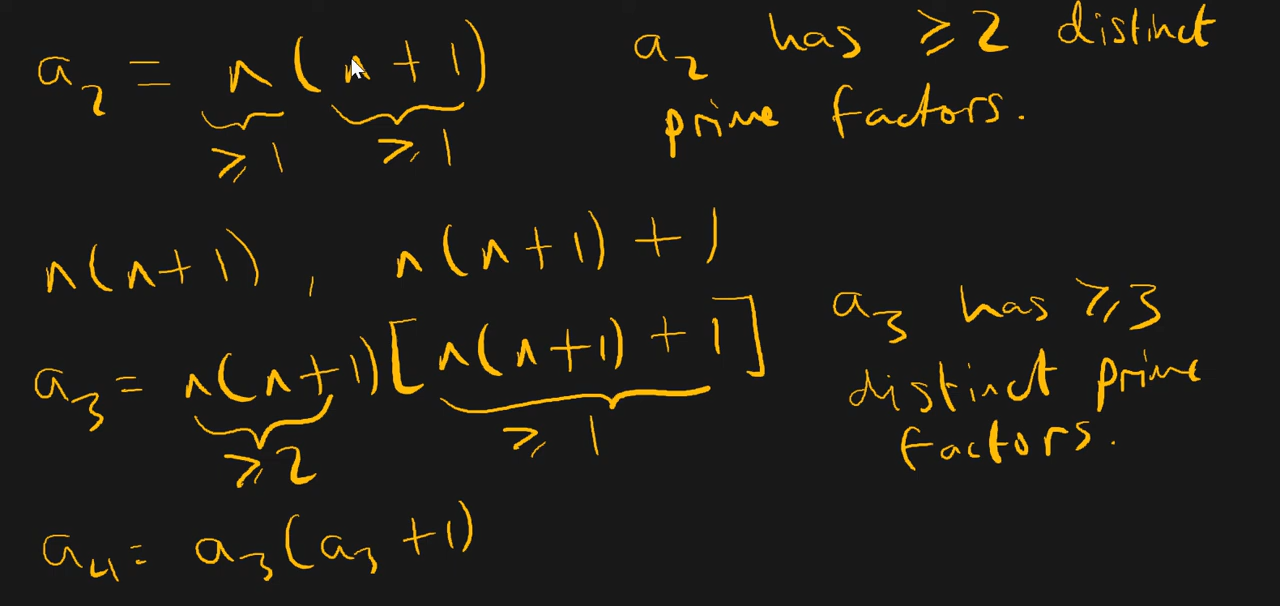 a₂ = n(n+1)
≥1 ≥1
a₂ has ≥2 distinct
prime factors.
n(n+1), n(n+1)+1
a₃ = n(n+1)[n(n+1)+1]
≥2 ≥1
a₃ has ≥3
distinct prime
factors.
a₄ = a₃(a₃+1)